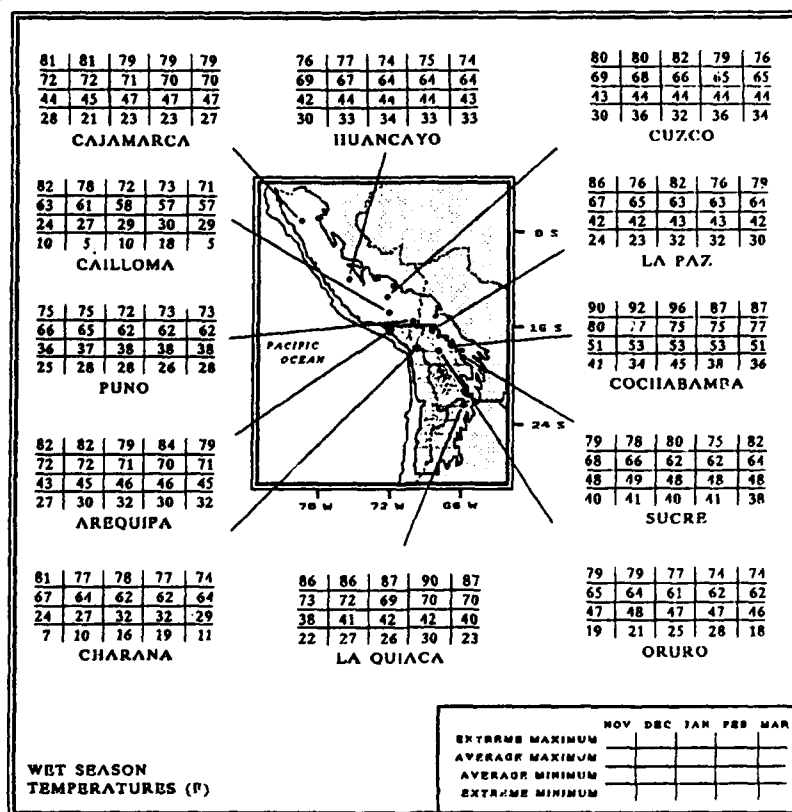 81 81 79 79 79
72 72 71 70 70
44 45 47 47 47
28 21 23 23 27
CAJAMARCA
76 77 74 75 74
69 67 64 64 64
42 44 44 44 43
30 33 34 33 33
HUANCAYO
80 80 82 79 76
69 68 66 65 65
43 44 44 44 44
30 36 32 36 34
CUZCO
82 78 72 73 71
63 61 58 57 57
24 27 29 30 29
10 5 10 18 5
CAILLOMA
86 76 82 76 79
67 65 63 63 64
42 42 43 43 42
24 23 32 32 30
LA PAZ
75 75 72 73 73
66 65 62 62 62
36 37 38 38 38
25 28 28 26 28
PUNO
90 92 96 87 87
80 77 75 75 77
51 53 53 53 51
41 34 45 38 36
COCHABAMBA
82 82 79 84 79
72 72 71 70 71
43 45 46 46 45
27 30 32 30 32
AREQUIPA
79 78 80 75 82
68 66 62 62 64
48 49 48 48 48
40 41 40 41 38
SUCRE
81 77 78 77 74
67 64 62 62 64
24 27 32 32 29
7 10 16 19 11
CHARANA
86 86 87 90 87
73 72 69 70 70
38 41 42 42 40
22 27 26 30 23
LA QUIACA
79 79 77 74 74
65 64 61 62 62
47 48 47 47 46
19 21 25 28 18
ORURO
PACIFIC
OCEAN
8 S
16 S
24 S
78 W 72 W 66 W
WET SEASON
TEMPERATURES (F)
NOV DEC JAN FEB MAR
EXTREME MAXIMUM
AVERAGE MAXIMUM
AVERAGE MINIMUM
EXTREME MINIMUM